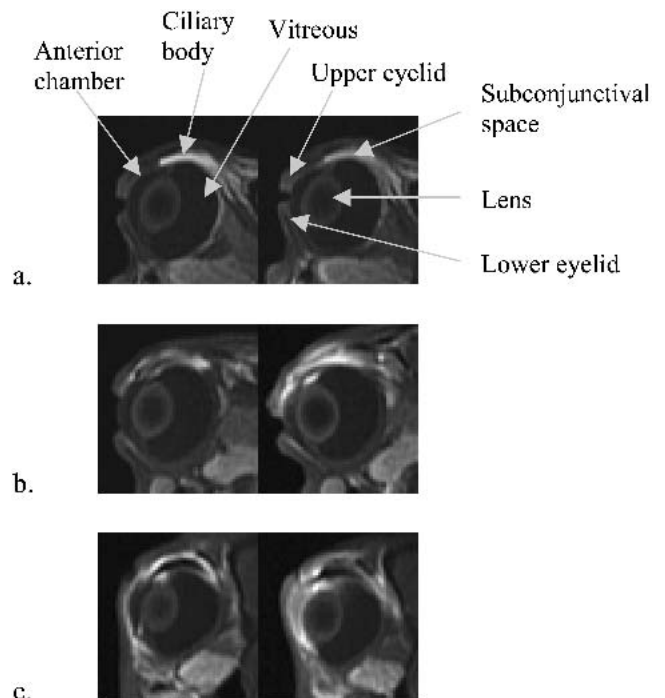 Ciliary
body
Vitreous
Anterior
chamber
Upper eyelid
Subconjunctival
space
Lens
Lower eyelid
a.
b.
c.